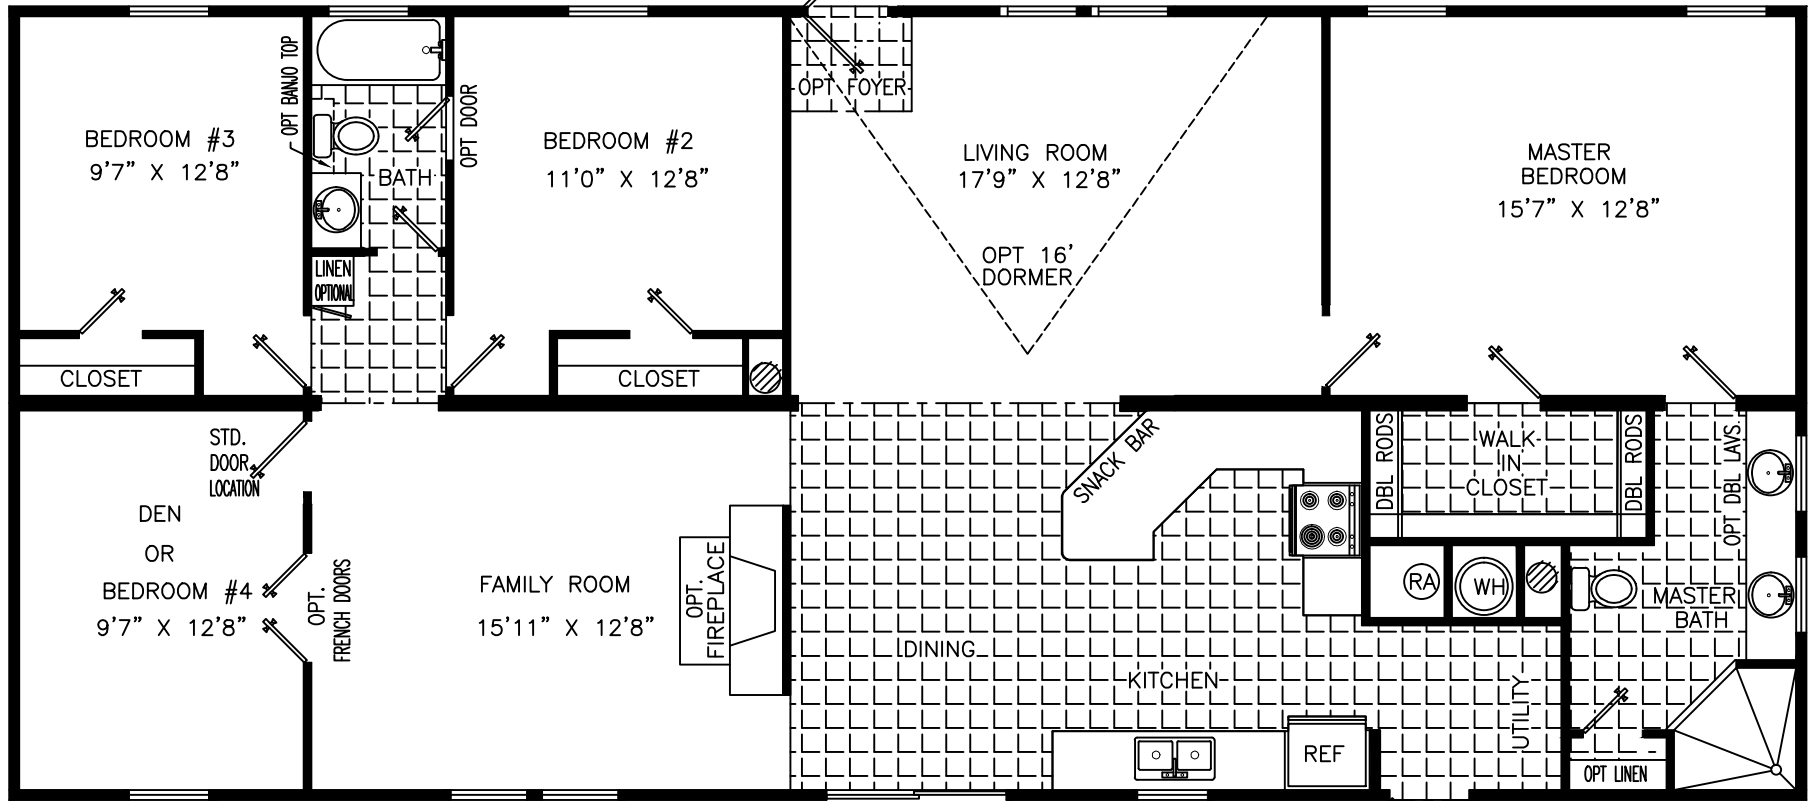 BEDROOM #3
9'7" X 12'8"
CLOSET
OPT BANJO TOP
BATH
LINEN
OPTIONAL
OPT DOOR
BEDROOM #2
11'0" X 12'8"
CLOSET
OPT FOYER
LIVING ROOM
17'9" X 12'8"
OPT 16'
DORMER
MASTER
BEDROOM
15'7" X 12'8"
STD.
DOOR
LOCATION
DEN
OR
BEDROOM #4
9'7" X 12'8"
OPT.
FRENCH DOORS
FAMILY ROOM
15'11" X 12'8"
OPT.
FIREPLACE
DINING
SNACK BAR
KITCHEN
REF
UTILITY
DBL RODS
WALK
IN
CLOSET
DBL RODS
RA
WH
OPT DBL LAVS.
MASTER
BATH
OPT LINEN